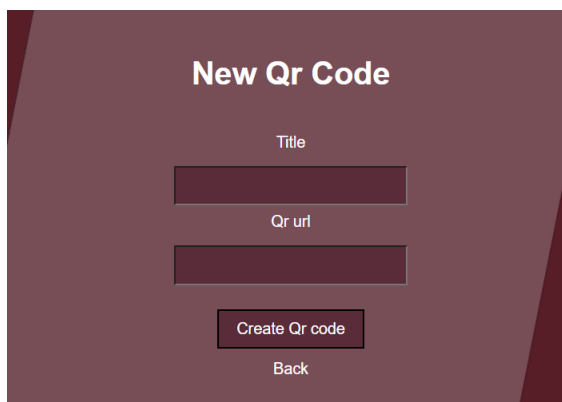 New Qr Code
Title
Qr url
Create Qr code
Back